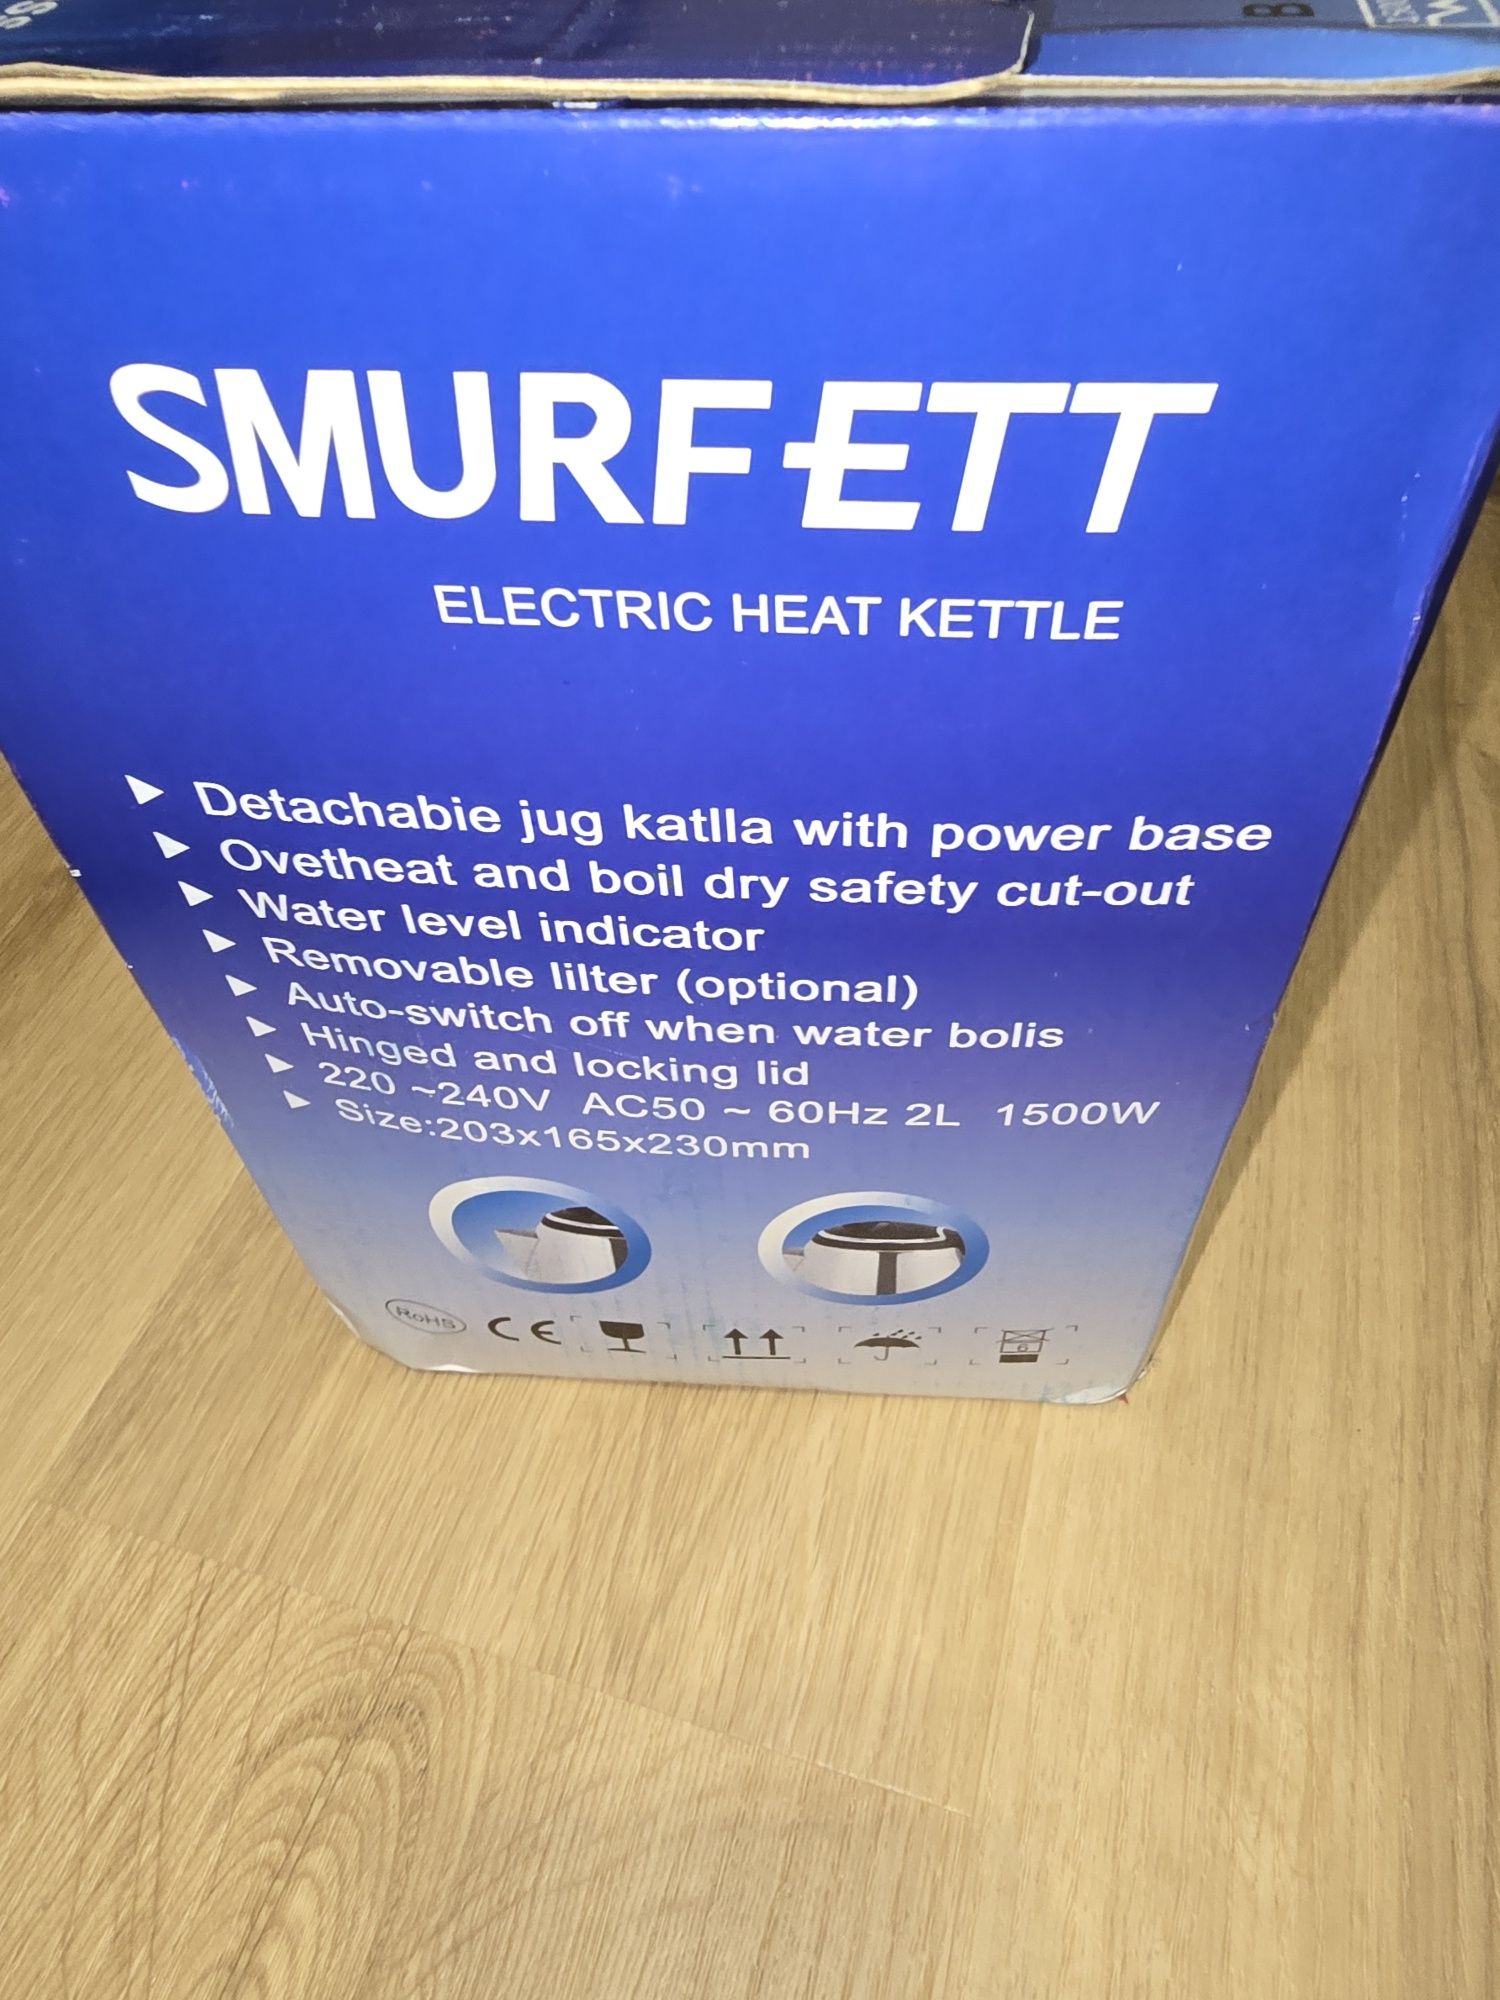 SMURFETT
ELECTRIC HEAT KETTLE
Detachabie jug katlla with power base
Ovetheat and boil dry safety cut-out
Water level indicator
Removable lilter (optional)
Auto-switch off when water bolis
Hinged and locking lid
220 ~240V AC50 ~ 60Hz 2L 1500W
Size:203x165x230mm
RoHS CE
6